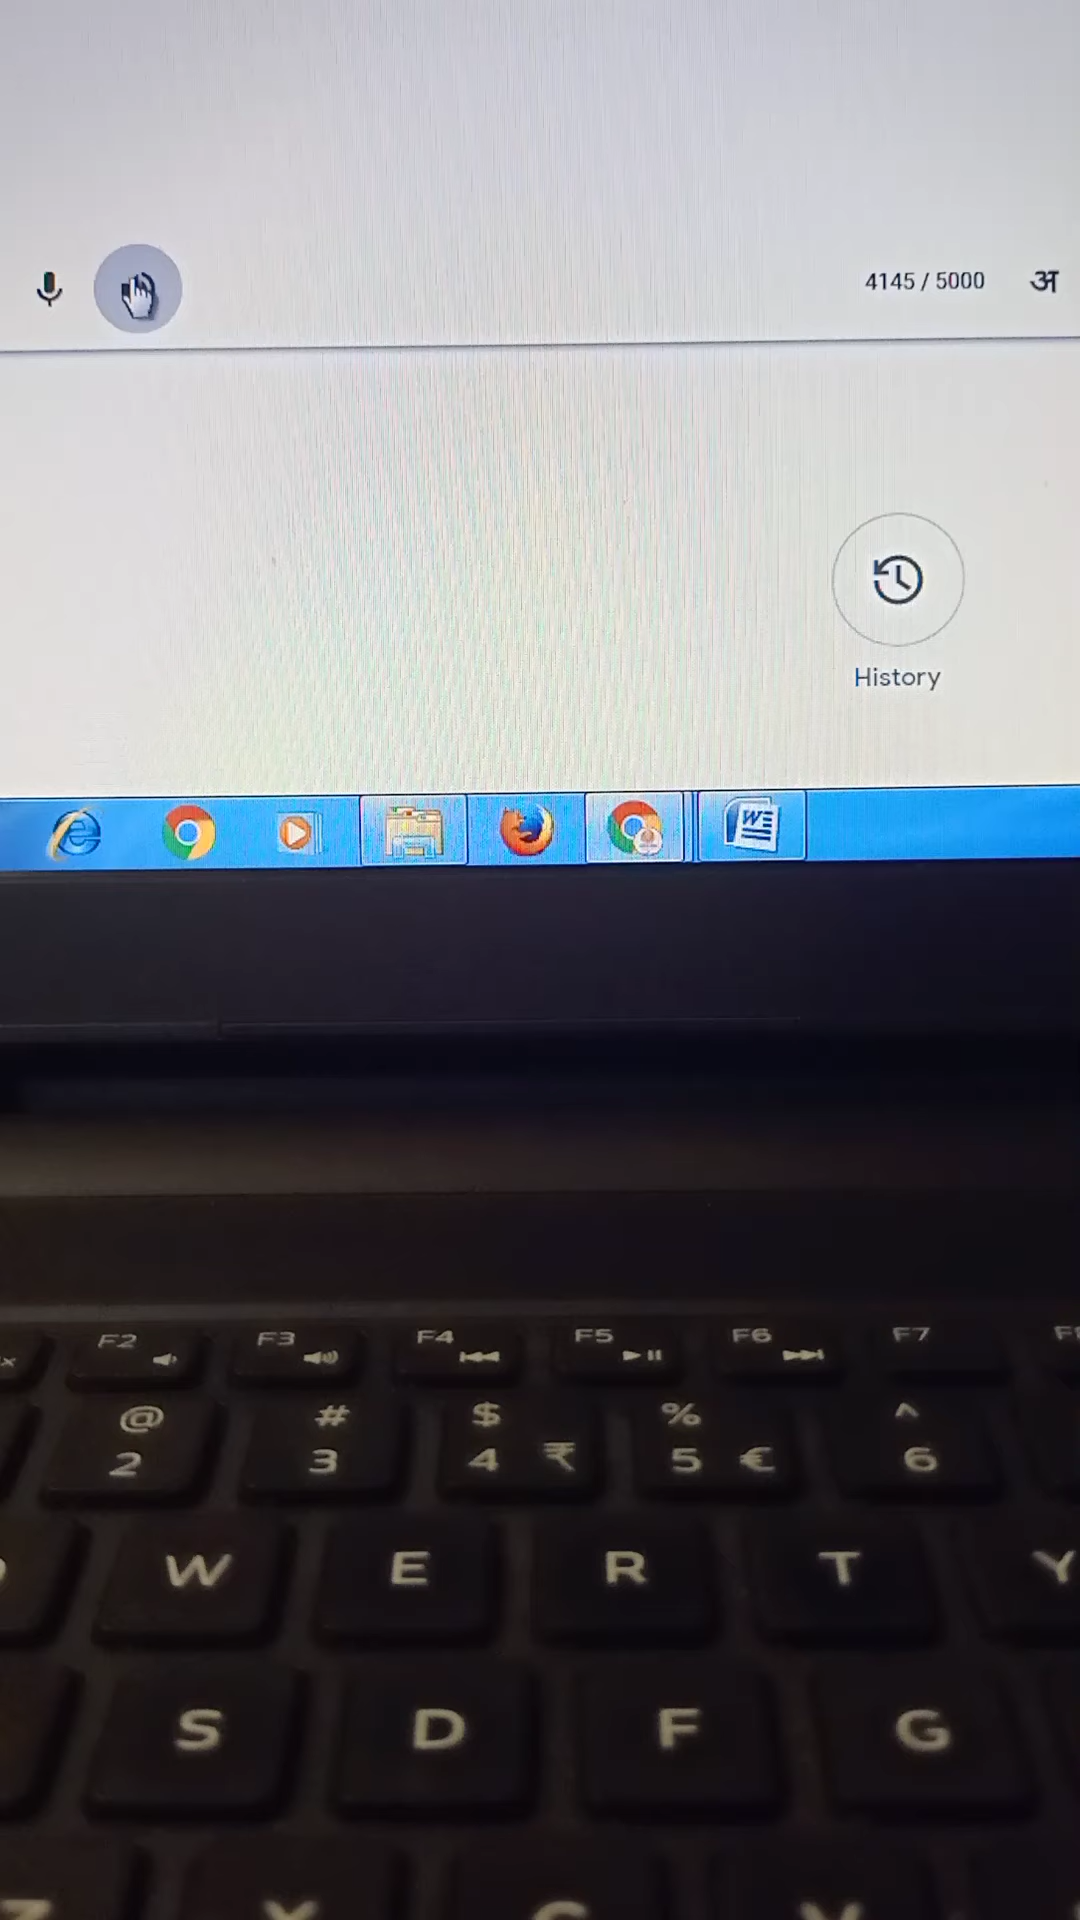 4145 / 5000 अ
History
F2 F3 F4 F5 F6 F7
@ # $ % ^
2 3 4 ₹ 5 € 6
W E R T Y
S D F G